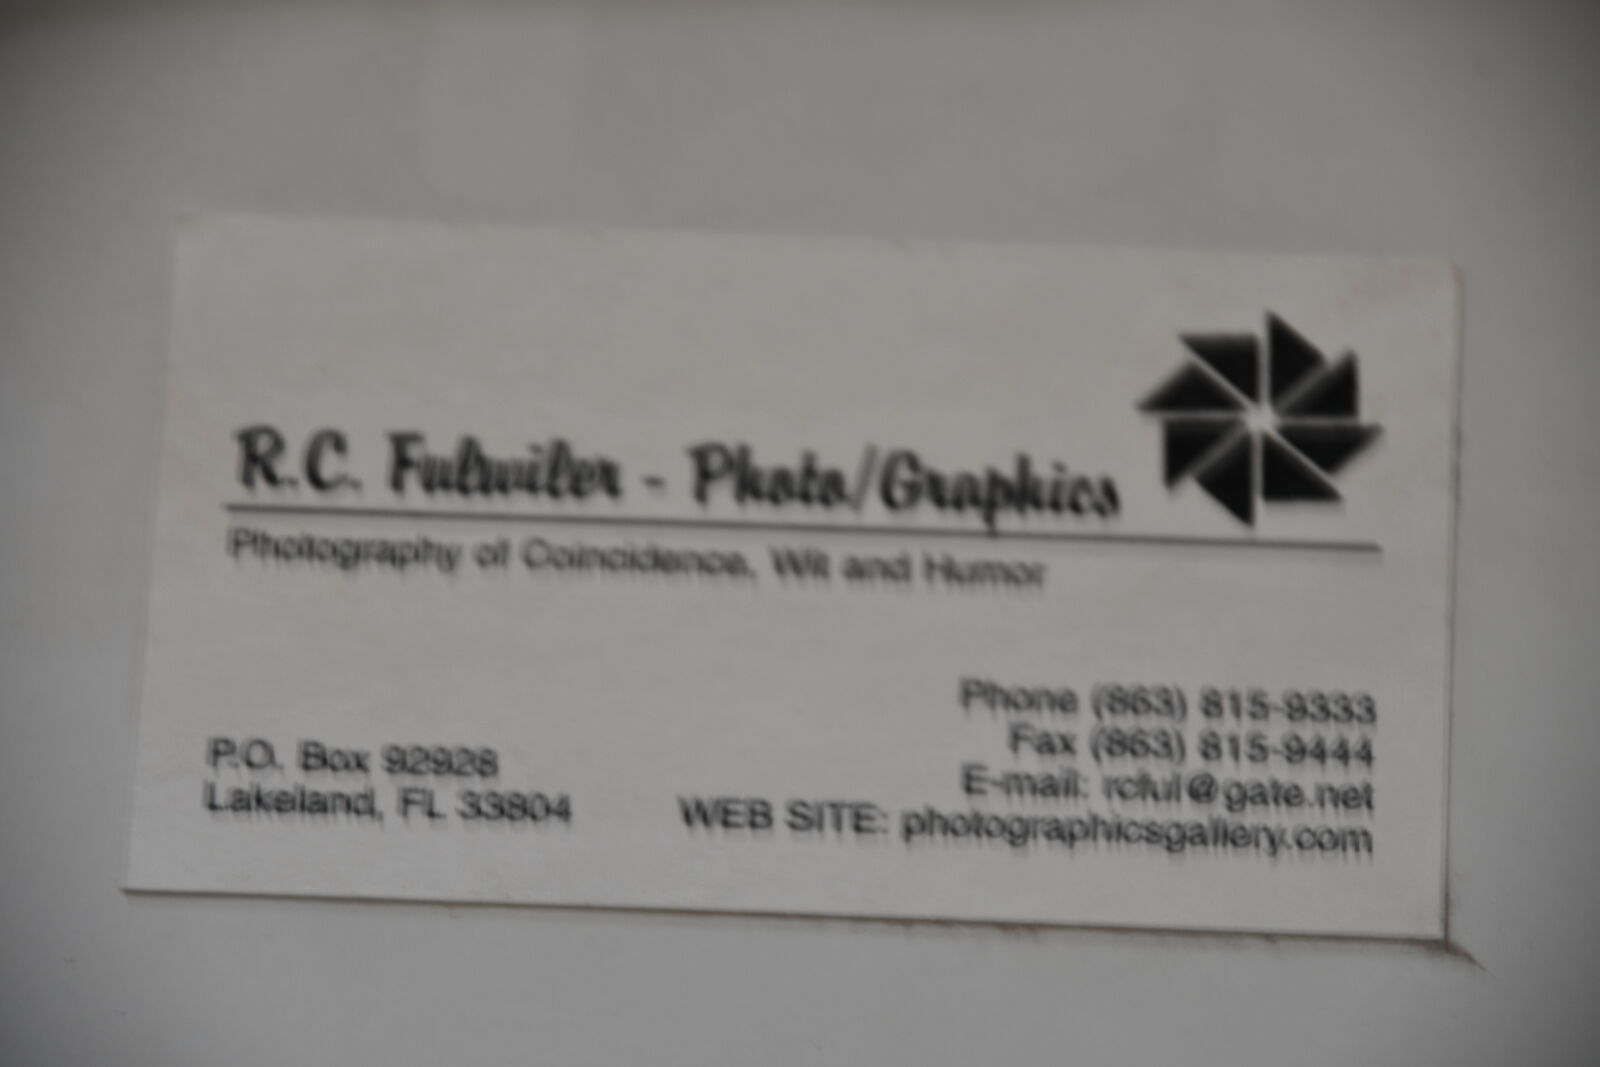 R.C. Fulwiler - Photo/Graphics
Photography of Coincidence, Wit and Humor
P.O. Box 92928
Lakeland, FL 33804
Phone (863) 815-9333
Fax (863) 815-9444
E-mail: rcful@gate.net
WEB SITE: photographicsgallery.com